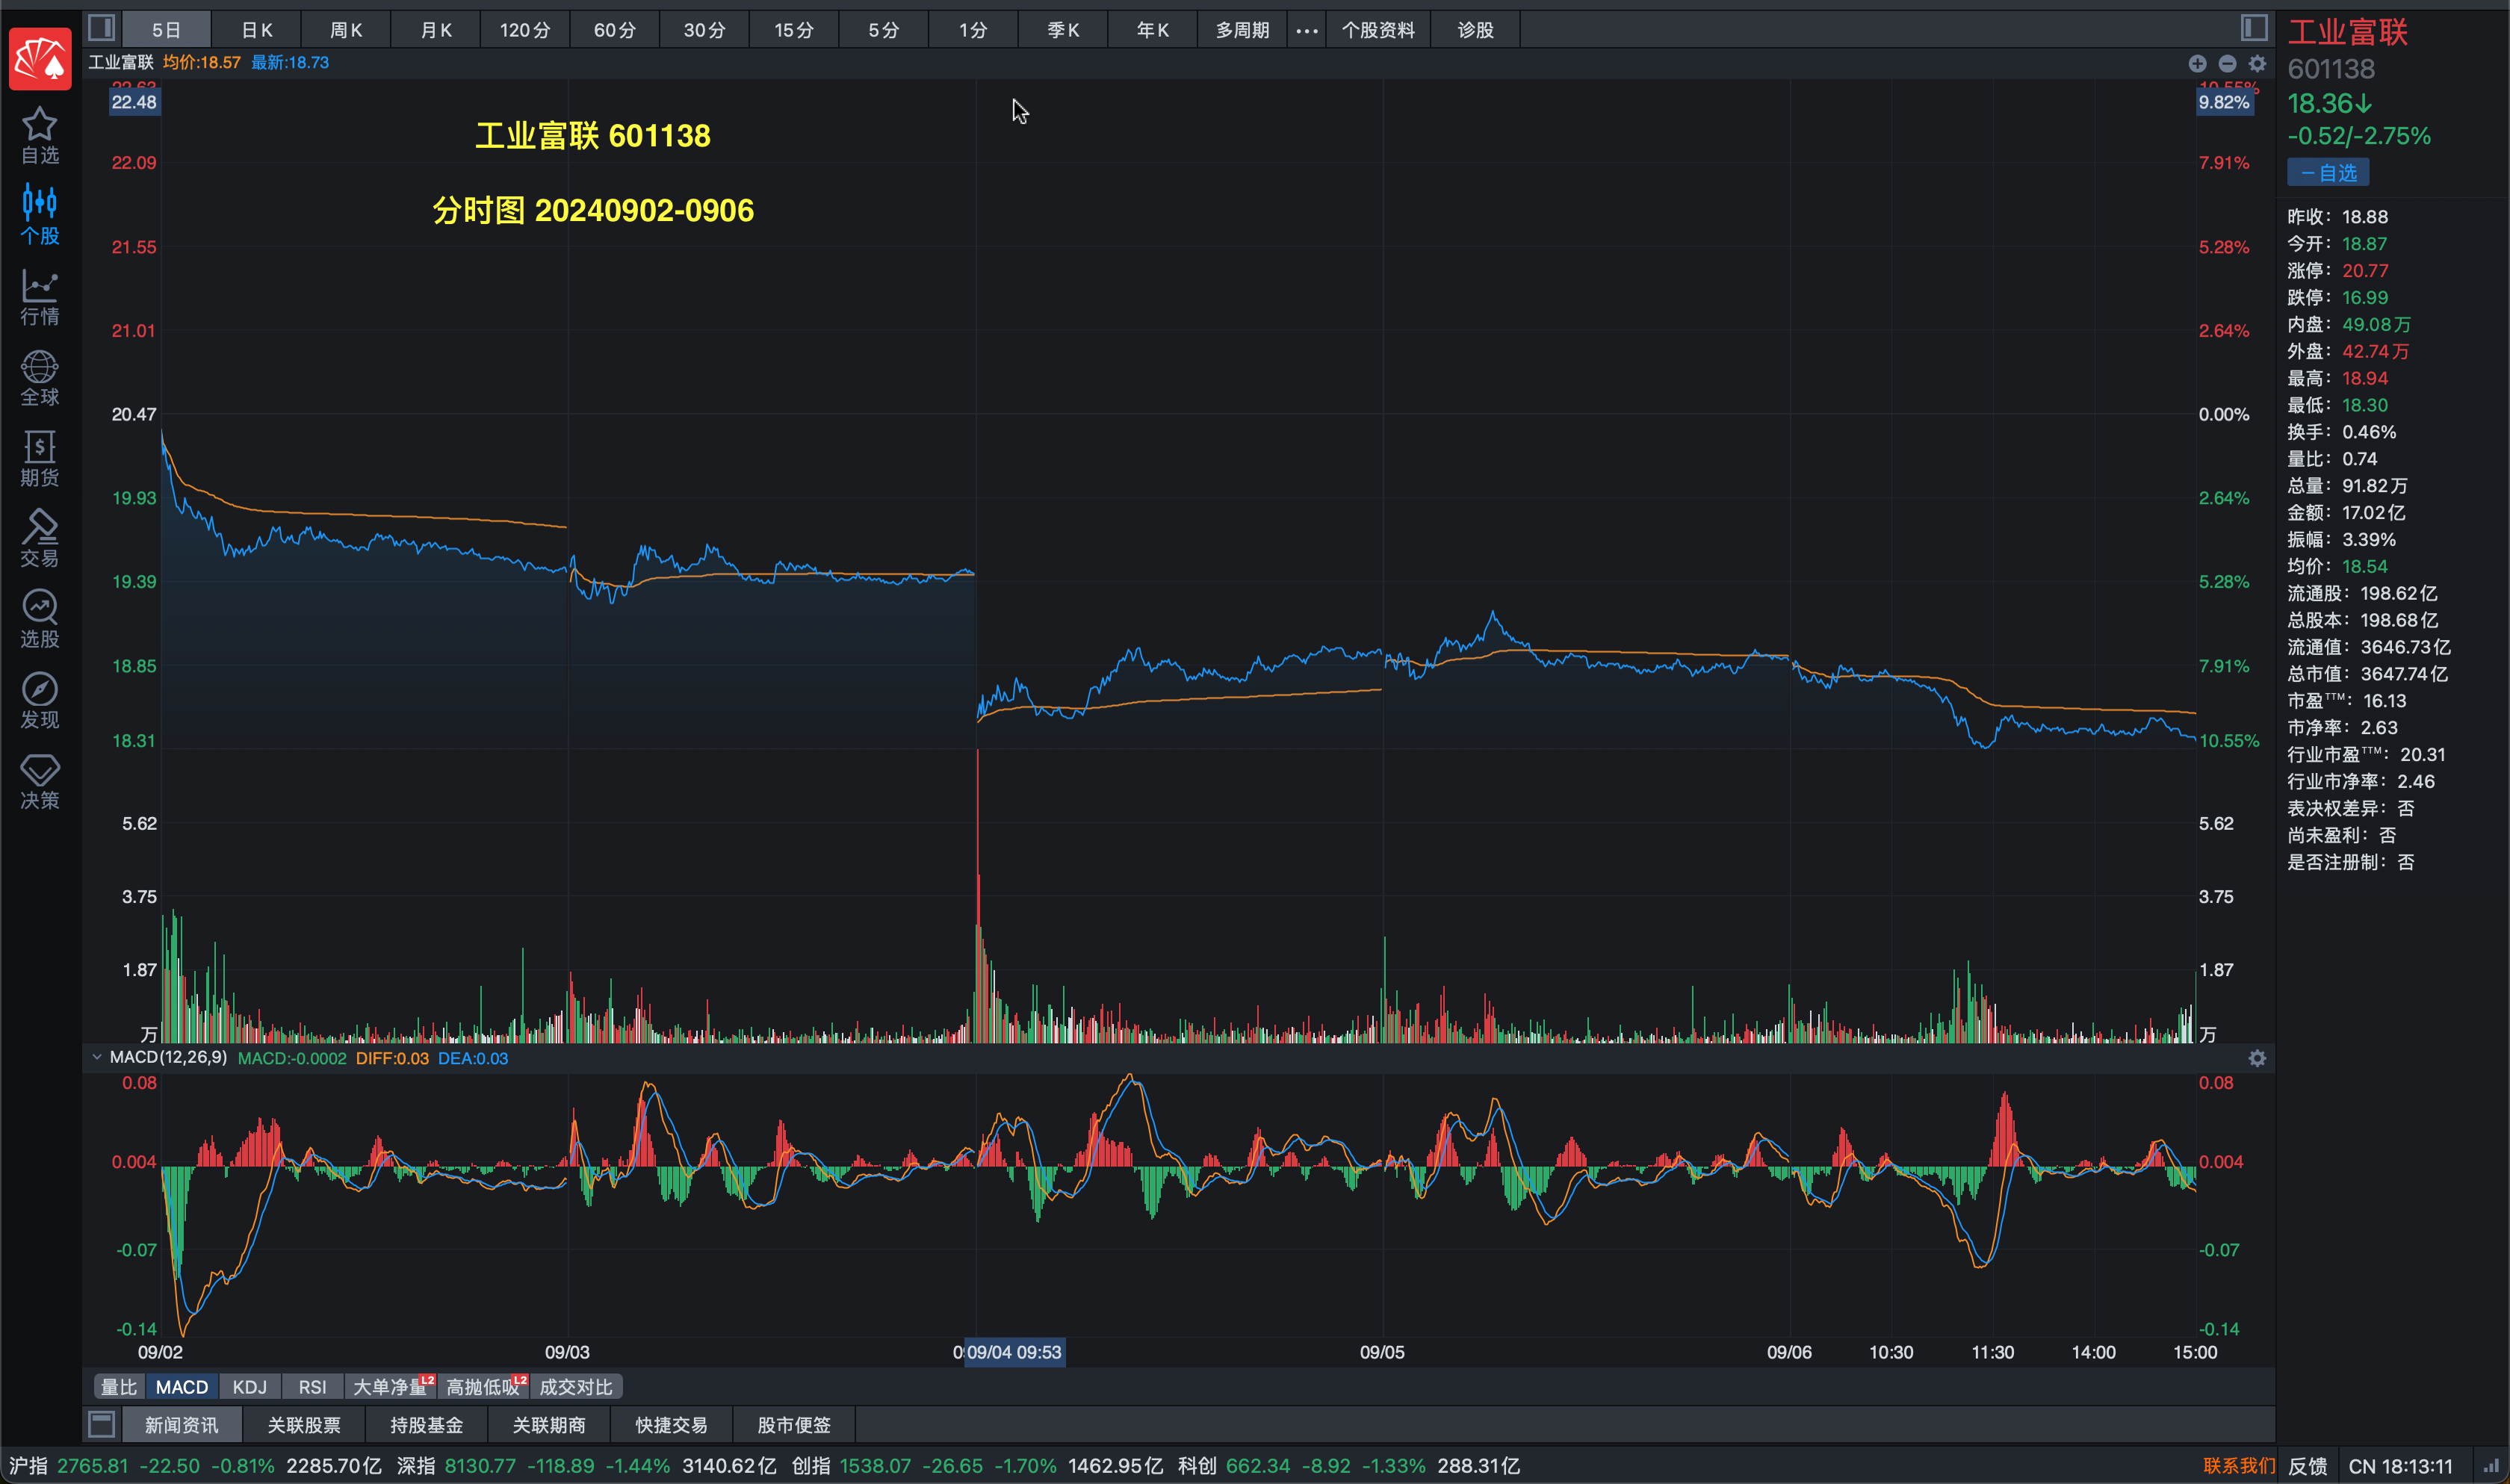 5日 日K 周K 月K 120分 60分 30分 15分 5分 1分 季K 年K 多周期 ••• 个股资料 诊股
工业富联 均价:18.57 最新:18.73
工业富联 601138
分时图 20240902-0906
自选
个股
行情
全球
期货
交易
选股
发现
决策
22.63 10.55%
22.48 9.82%
22.09 7.91%
21.55 5.28%
21.01 2.64%
20.47 0.00%
19.93 2.64%
19.39 5.28%
18.85 7.91%
18.31 10.55%
5.62 5.62
3.75 3.75
1.87 1.87
万 万
MACD(12,26,9) MACD:-0.0002 DIFF:0.03 DEA:0.03
0.08 0.08
0.004 0.004
-0.07 -0.07
-0.14 -0.14
09/02 09/03 09/04 09:53 09/05 09/06 10:30 11:30 14:00 15:00
量比 MACD KDJ RSI 大单净量 L2 高抛低吸 L2 成交对比
新闻资讯 关联股票 持股基金 关联期商 快捷交易 股市便签
工业富联
601138
18.36↓
-0.52/-2.75%
－自选
昨收： 18.88
今开： 18.87
涨停： 20.77
跌停： 16.99
内盘： 49.08万
外盘： 42.74万
最高： 18.94
最低： 18.30
换手： 0.46%
量比： 0.74
总量： 91.82万
金额： 17.02亿
振幅： 3.39%
均价： 18.54
流通股： 198.62亿
总股本： 198.68亿
流通值： 3646.73亿
总市值： 3647.74亿
市盈TTM： 16.13
市净率： 2.63
行业市盈TTM： 20.31
行业市净率： 2.46
表决权差异： 否
尚未盈利： 否
是否注册制： 否
沪指 2765.81 -22.50 -0.81% 2285.70亿 深指 8130.77 -118.89 -1.44% 3140.62亿 创指 1538.07 -26.65 -1.70% 1462.95亿 科创 662.34 -8.92 -1.33% 288.31亿 联系我们 反馈 CN 18:13:11